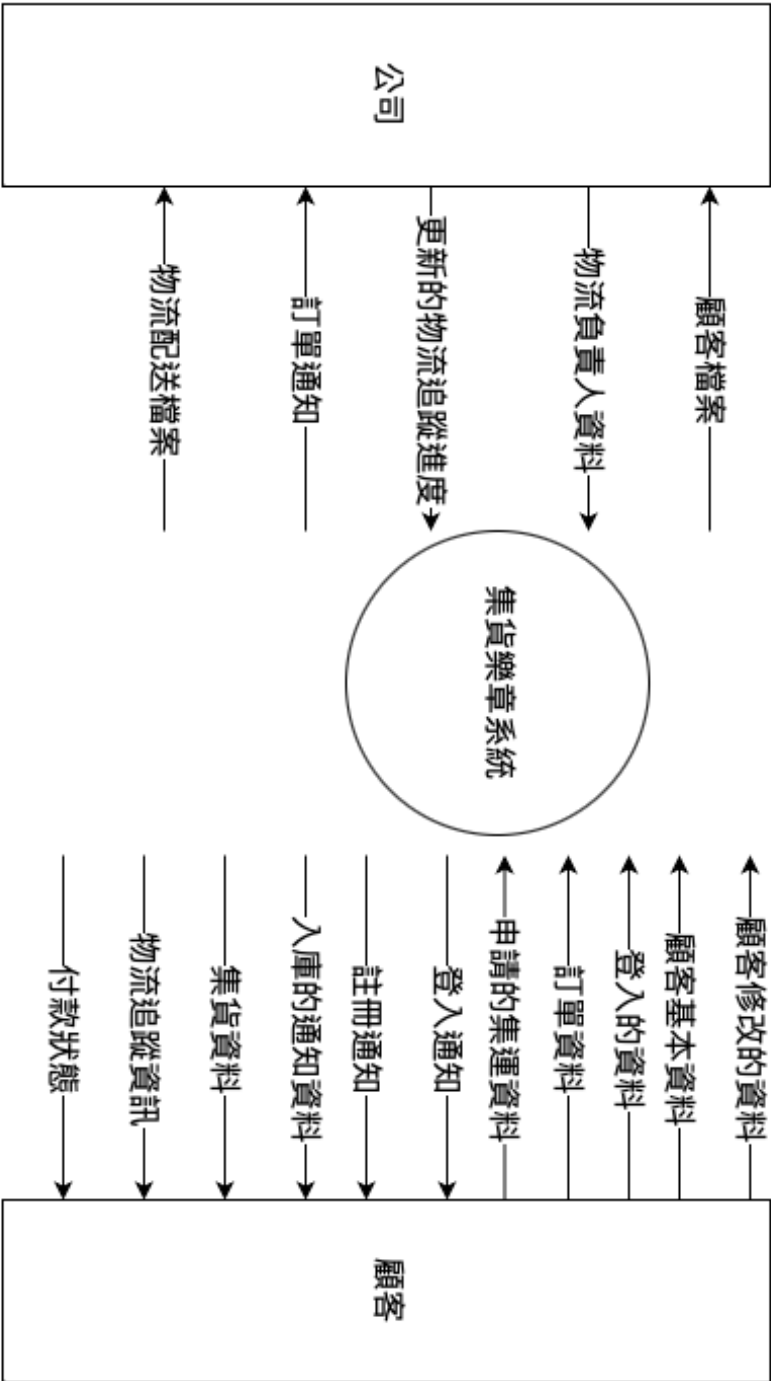 公司
顧客檔案
物流負責人資料
更新的物流追蹤進度
訂單通知
物流配送檔案
集貨樂章系統
顧客修改的資料
顧客基本資料
登入的資料
訂單資料
申請的集運資料
登入通知
註冊通知
入庫的通知資料
集貨資料
物流追蹤資訊
付款狀態
顧客